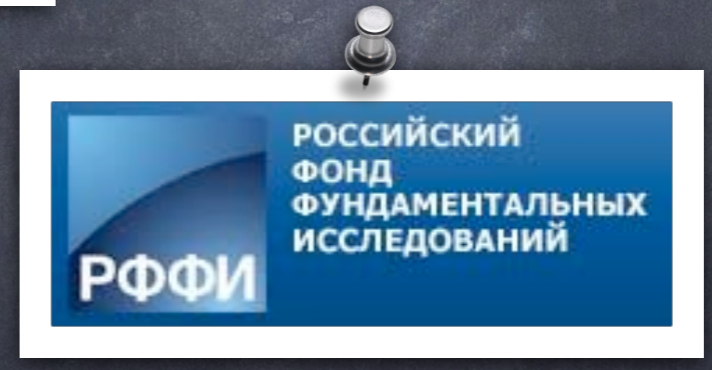 РОССИЙСКИЙ
ФОНД
ФУНДАМЕНТАЛЬНЫХ
ИССЛЕДОВАНИЙ
РФФИ